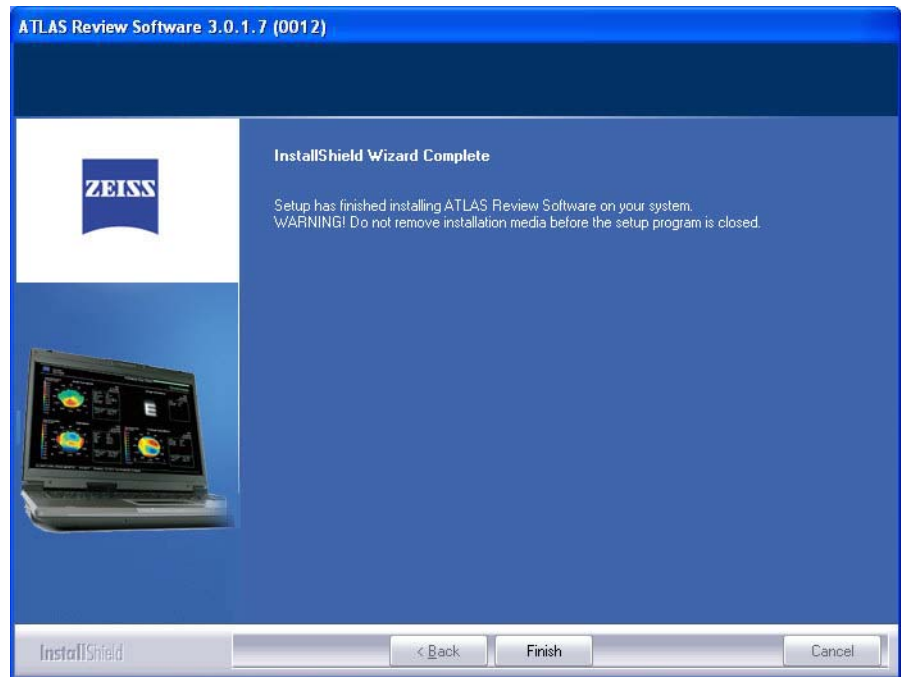 ATLAS Review Software 3.0.1.7 (0012)
ZEISS
InstallShield Wizard Complete
Setup has finished installing ATLAS Review Software on your system.
WARNING! Do not remove installation media before the setup program is closed.
E
InstallShield
< Back
Finish
Cancel